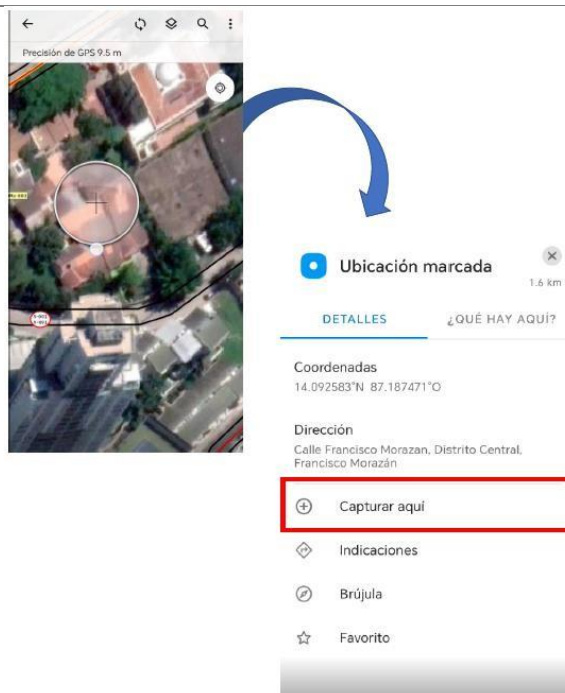 Precisión de GPS 9.5 m
Ubicación marcada
1.6 km
DETALLES
¿QUÉ HAY AQUÍ?
Coordenadas
14.092583°N 87.187471°O
Dirección
Calle Francisco Morazan, Distrito Central,
Francisco Morazán
Capturar aquí
Indicaciones
Brújula
Favorito